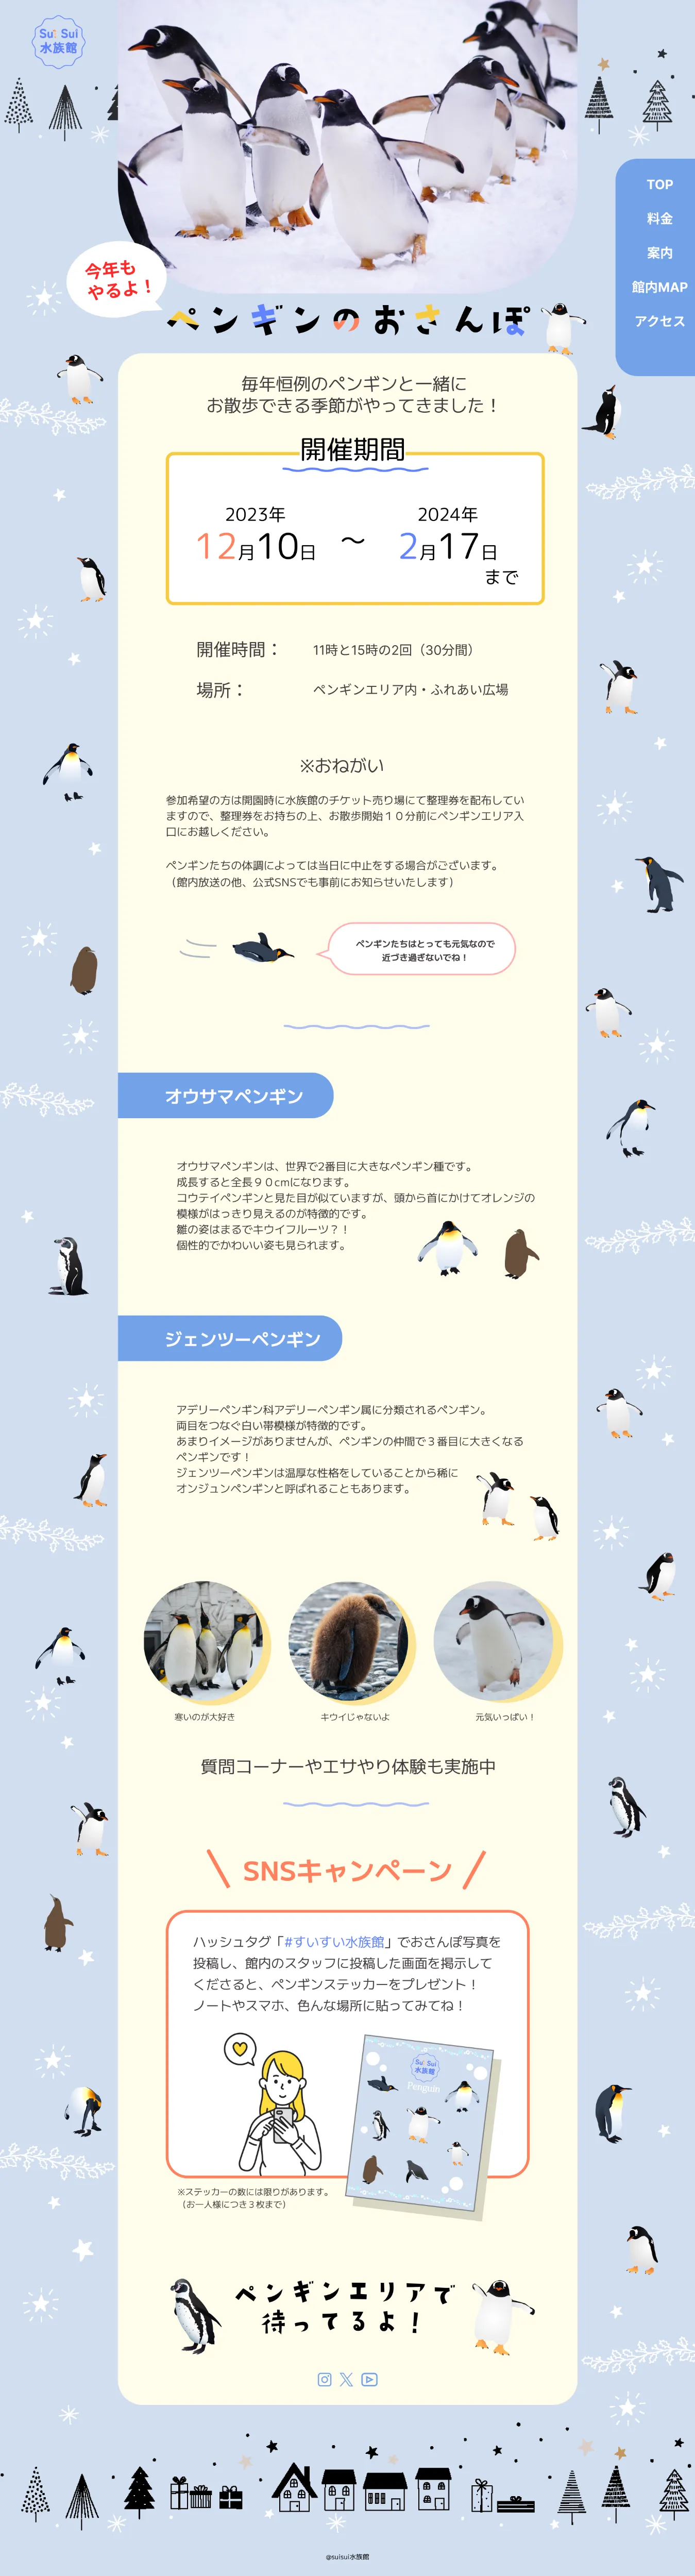 Sui Sui
水族館
TOP
料金
案内
館内MAP
アクセス
今年も
やるよ！
ペンギンのおさんぽ
毎年恒例のペンギンと一緒に
お散歩できる季節がやってきました！
開催期間
2023年
12月10日
～
2024年
2月17日
まで
開催時間： 11時と15時の2回（30分間）
場所： ペンギンエリア内・ふれあい広場
※おねがい
参加希望の方は開園時に水族館のチケット売り場にて整理券を配布してい
ますので、整理券をお持ちの上、お散歩開始１０分前にペンギンエリア入
口にお越しください。
ペンギンたちの体調によっては当日に中止をする場合がございます。
（館内放送の他、公式SNSでも事前にお知らせいたします）
ペンギンたちはとっても元気なので
近づき過ぎないでね！
オウサマペンギン
オウサマペンギンは、世界で2番目に大きなペンギン種です。
成長すると全長９０cmになります。
コウテイペンギンと見た目が似ていますが、頭から首にかけてオレンジの
模様がはっきり見えるのが特徴的です。
雛の姿はまるでキウイフルーツ？！
個性的でかわいい姿も見られます。
ジェンツーペンギン
アデリーペンギン科アデリーペンギン属に分類されるペンギン。
両目をつなぐ白い帯模様が特徴的です。
あまりイメージがありませんが、ペンギンの仲間で３番目に大きくなる
ペンギンです！
ジェンツーペンギンは温厚な性格をしていることから稀に
オンジュンペンギンと呼ばれることもあります。
寒いのが大好き
キウイじゃないよ
元気いっぱい！
質問コーナーやエサやり体験も実施中
SNSキャンペーン
ハッシュタグ「#すいすい水族館」でおさんぽ写真を
投稿し、館内のスタッフに投稿した画面を掲示して
くださると、ペンギンステッカーをプレゼント！
ノートやスマホ、色んな場所に貼ってみてね！
Sui Sui
水族館
Penguin
※ステッカーの数には限りがあります。
（お一人様につき３枚まで）
ペンギンエリアで
待ってるよ！
@suisui水族館